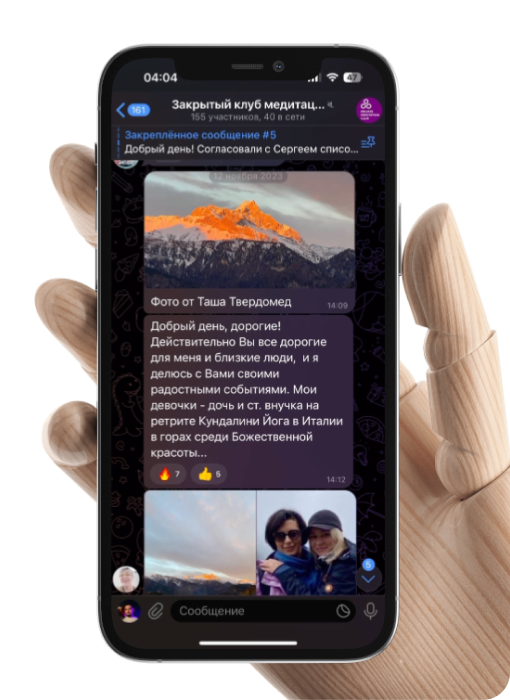 04:04
47
161
Закрытый клуб медитац...
155 участников, 40 в сети
Закреплённое сообщение #5
Добрый день! Согласовали с Сергеем списо...
12 ноября 2023
Фото от Таша Твердомед
14:09
Добрый день, дорогие!
Действительно Вы все дорогие
для меня и близкие люди,  и я
делюсь с Вами своими
радостными событиями. Мои
девочки - дочь и ст. внучка на
ретрите Кундалини Йога в Италии
в горах среди Божественной
красоты...
7
5
14:12
5
Сообщение